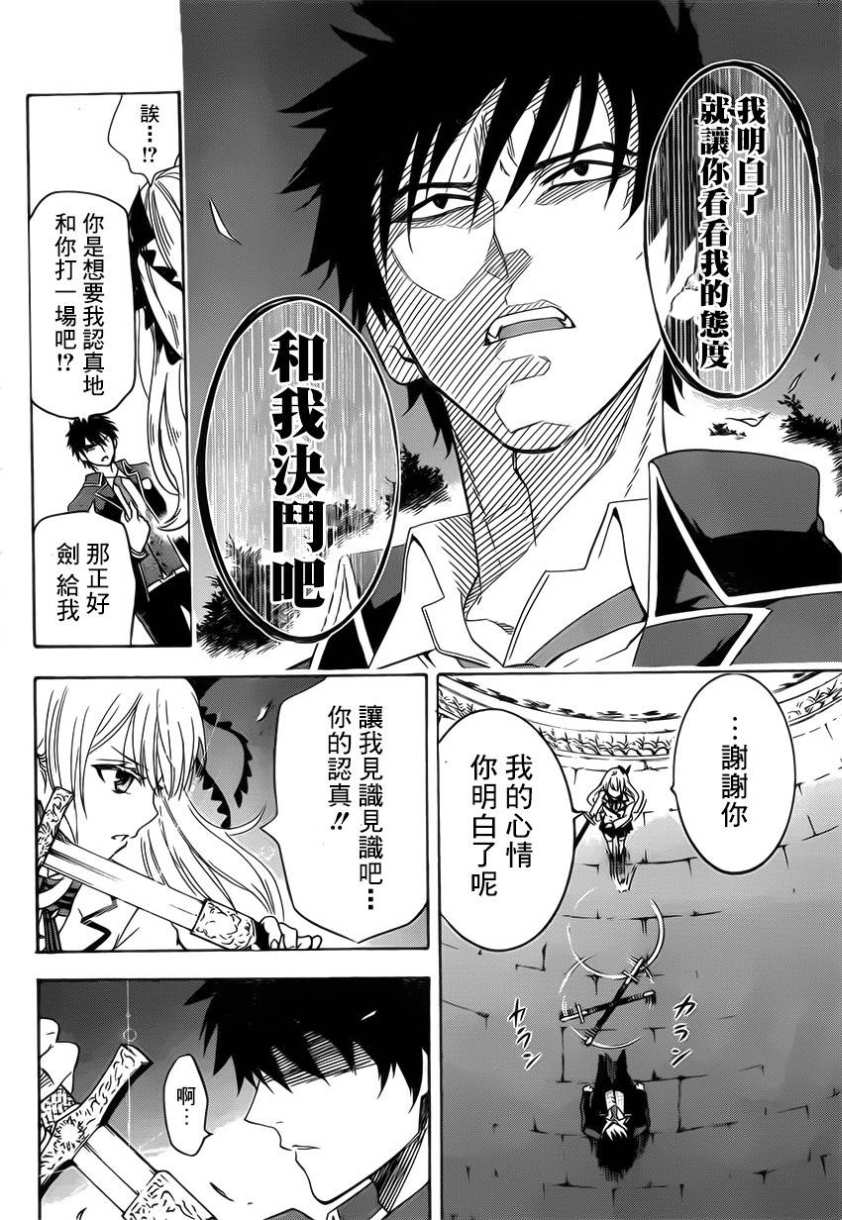 我明白了
就讓你看看我的態度
和我決鬥吧
誒…!?
你是想要我認真地
和你打一場吧!?
那正好
劍給我
…謝謝你
我的心情
你明白了呢
カラン
カラン
讓我見識見識吧…
你的認真!!
啊…